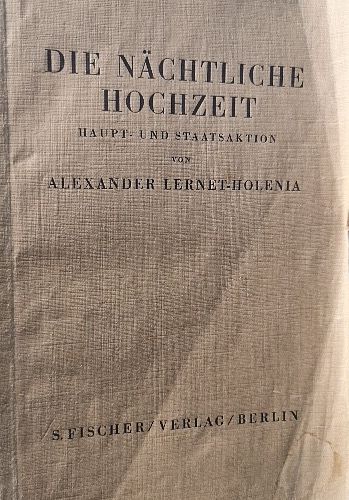 DIE NÄCHTLICHE
HOCHZEIT
HAUPT- UND STAATSAKTION
VON
ALEXANDER LERNET-HOLENIA
/S. FISCHER/VERLAG/BERLIN